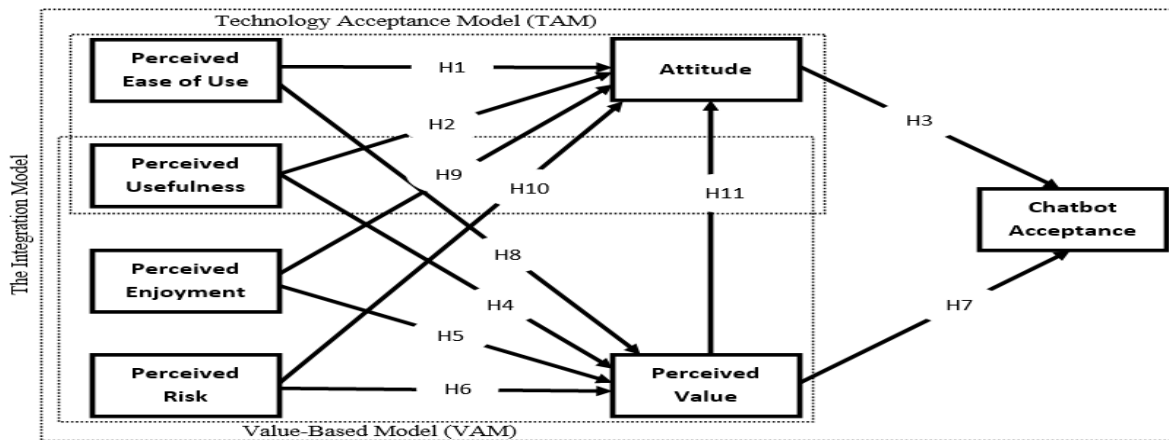 Technology Acceptance Model (TAM)
Perceived
Ease of Use
H1
Attitude
H2
H3
Perceived
Usefulness
H9
H10
H11
Chatbot
Acceptance
The Integration Model
Perceived
Enjoyment
H8
H4
H7
H5
Perceived
Risk
H6
Perceived
Value
Value-Based Model (VAM)